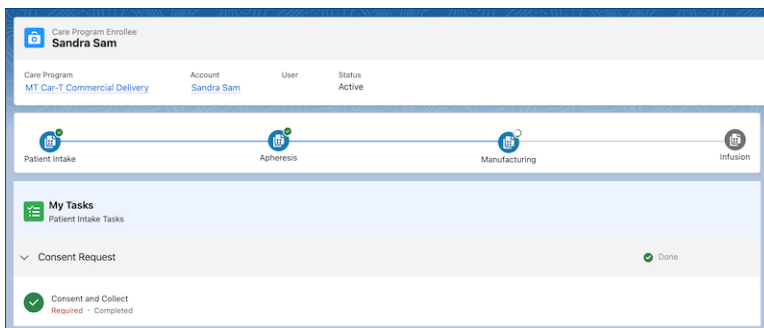 Care Program Enrollee
Sandra Sam
Care Program Account User Status
MT Car-T Commercial Delivery Sandra Sam Active
Patient Intake Apheresis Manufacturing Infusion
My Tasks
Patient Intake Tasks
Consent Request Done
Consent and Collect
Required • Completed